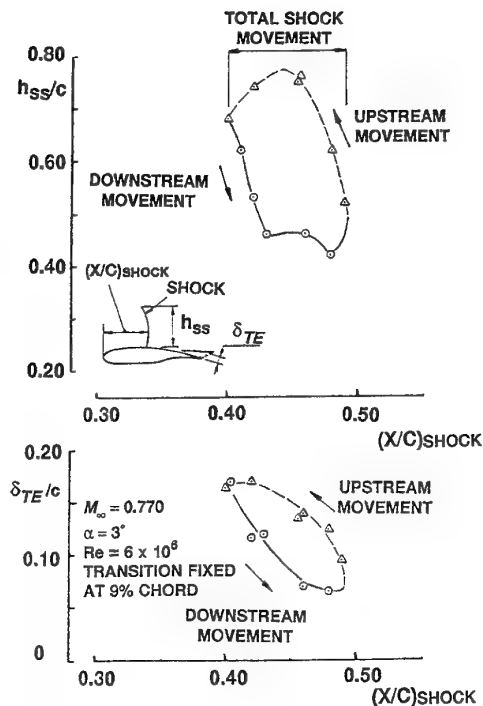 TOTAL SHOCK
MOVEMENT
0.80
hSS/c
0.60
0.40
0.20
UPSTREAM
MOVEMENT
DOWNSTREAM
MOVEMENT
(X/C)SHOCK
SHOCK
hSS
δTE
0.30
0.40
0.50
(X/C)SHOCK
0.20
δTE/c
0.10
0
M∞ = 0.770
α = 3°
Re = 6 x 10⁶
TRANSITION FIXED
AT 9% CHORD
UPSTREAM
MOVEMENT
DOWNSTREAM
MOVEMENT
0.30
0.40
0.50
(X/C)SHOCK